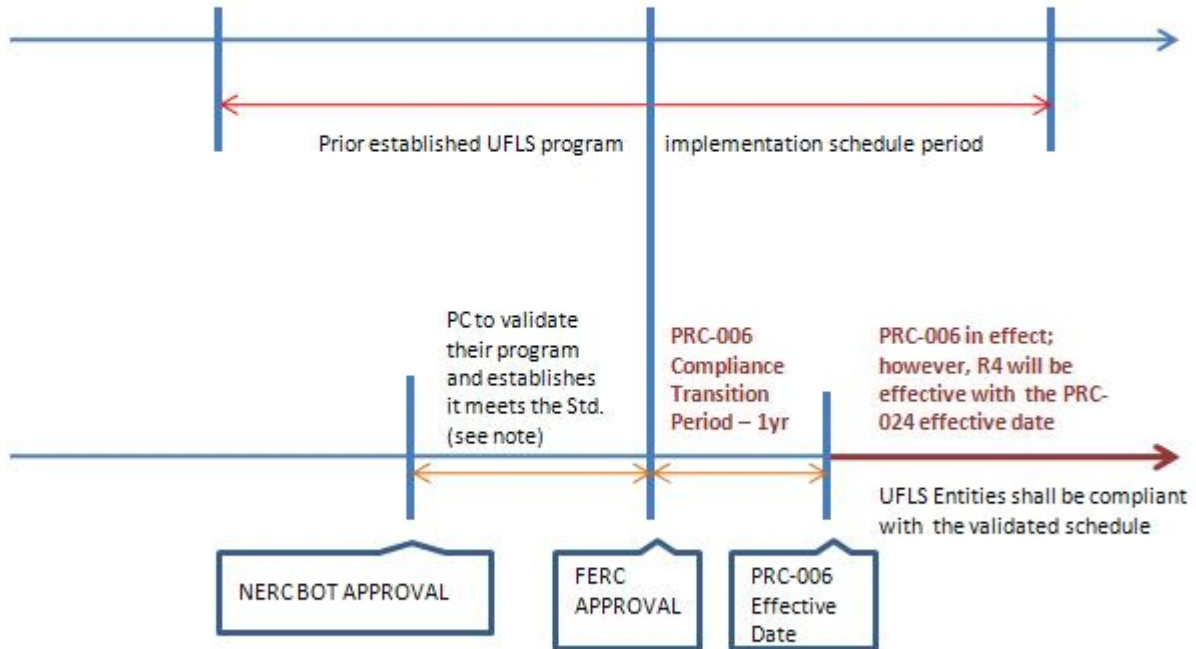 Prior established UFLS program implementation schedule period
PC to validate
their program
and establishes
it meets the Std.
(see note)
PRC-006
Compliance
Transition
Period – 1yr
PRC-006 in effect;
however, R4 will be
effective with the PRC-
024 effective date
UFLS Entities shall be compliant
with the validated schedule
NERC BOT APPROVAL
FERC
APPROVAL
PRC-006
Effective
Date